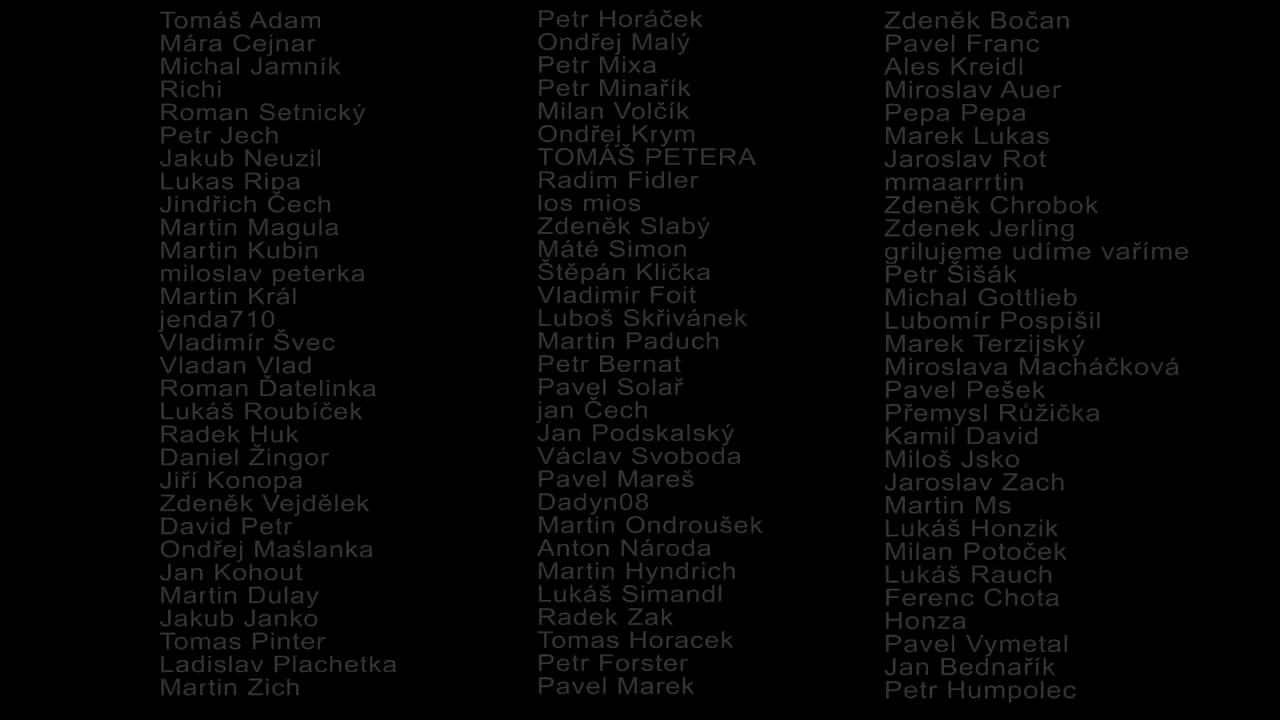 Tomáš Adam
Mára Cejnar
Michal Jamník
Richi
Roman Setnický
Petr Jech
Jakub Neuzil
Lukas Ripa
Jindřich Čech
Martin Magula
Martin Kubin
miloslav peterka
Martin Král
jenda710
Vladimír Švec
Vladan Vlad
Roman Ďatelinka
Lukáš Roubíček
Radek Huk
Daniel Žingor
Jiří Konopa
Zdeněk Vejdělek
David Petr
Ondřej Maślanka
Jan Kohout
Martin Dulay
Jakub Janko
Tomas Pinter
Ladislav Plachetka
Martin Zich
Petr Horáček
Ondřej Malý
Petr Mixa
Petr Minařík
Milan Volčík
Ondřej Krym
TOMÁŠ PETERA
Radim Fidler
los mios
Zdeněk Slabý
Máté Simon
Štěpán Klička
Vladimir Foit
Luboš Skřivánek
Martin Paduch
Petr Bernat
Pavel Solař
jan Čech
Jan Podskalský
Václav Svoboda
Pavel Mareš
Dadyn08
Martin Ondroušek
Anton Národa
Martin Hyndrich
Lukáš Simandl
Radek Zak
Tomas Horacek
Petr Forster
Pavel Marek
Zdeněk Bočan
Pavel Franc
Ales Kreidl
Miroslav Auer
Pepa Pepa
Marek Lukas
Jaroslav Rot
mmaarrrtin
Zdeněk Chrobok
Zdenek Jerling
grilujeme udíme vaříme
Petr Šišák
Michal Gottlieb
Lubomír Pospíšil
Marek Terzijský
Miroslava Macháčková
Pavel Pešek
Přemysl Růžička
Kamil David
Miloš Jsko
Jaroslav Zach
Martin Ms
Lukáš Honzik
Milan Potoček
Lukáš Rauch
Ferenc Chota
Honza
Pavel Vymetal
Jan Bednařík
Petr Humpolec